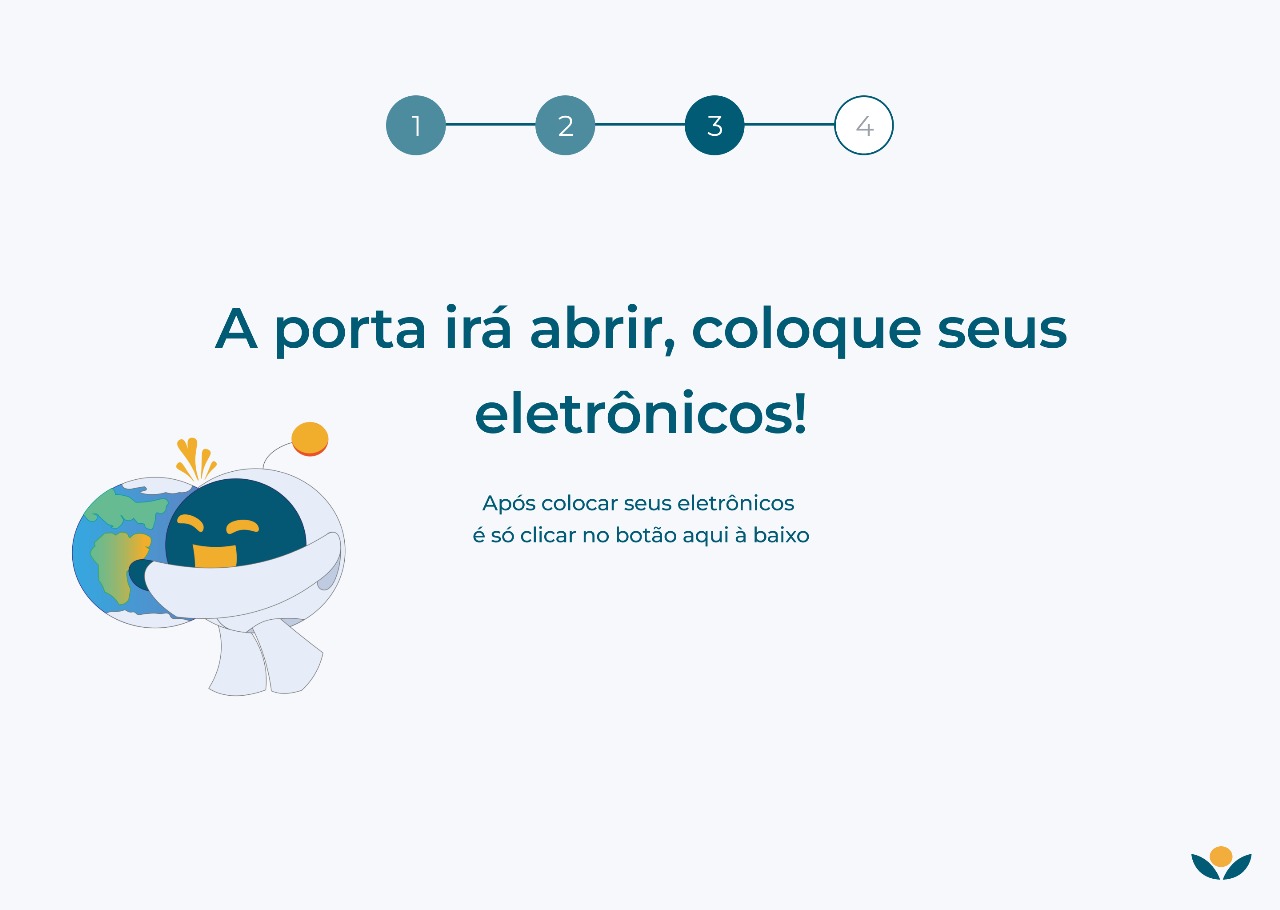 1 2 3 4
A porta irá abrir, coloque seus
eletrônicos!
Após colocar seus eletrônicos
é só clicar no botão aqui à baixo